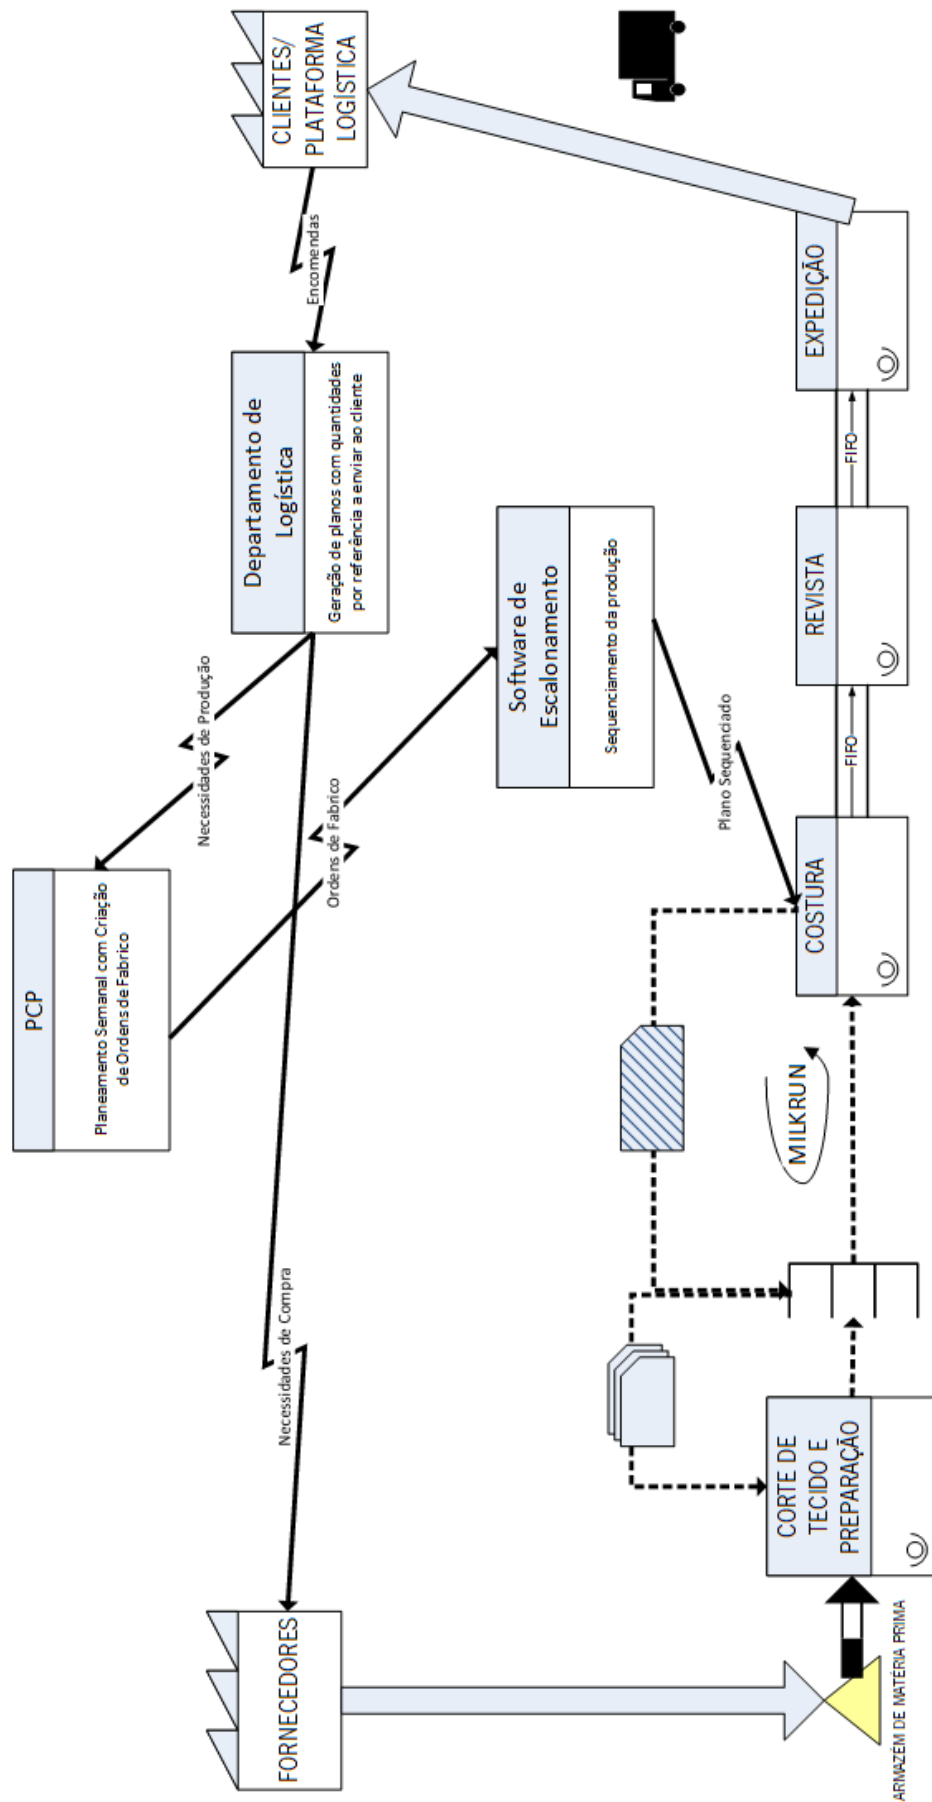 PCP
Planeamento Semanal com Criação
de Ordens de Fabrico
FORNECEDORES
Necessidades de Compra
Necessidades de Produção
Departamento de
Logística
Geração de planos com quantidades
por referência a enviar ao cliente
Encomendas
CLIENTES/
PLATAFORMA
LOGÍSTICA
Ordens de Fabrico
Software de
Escalonamento
Sequenciamento da produção
Plano Sequenciado
MILKRUN
ARMAZÉM DE MATÉRIA PRIMA
CORTE DE
TECIDO E
PREPARAÇÃO
COSTURA
FIFO
REVISTA
FIFO
EXPEDIÇÃO